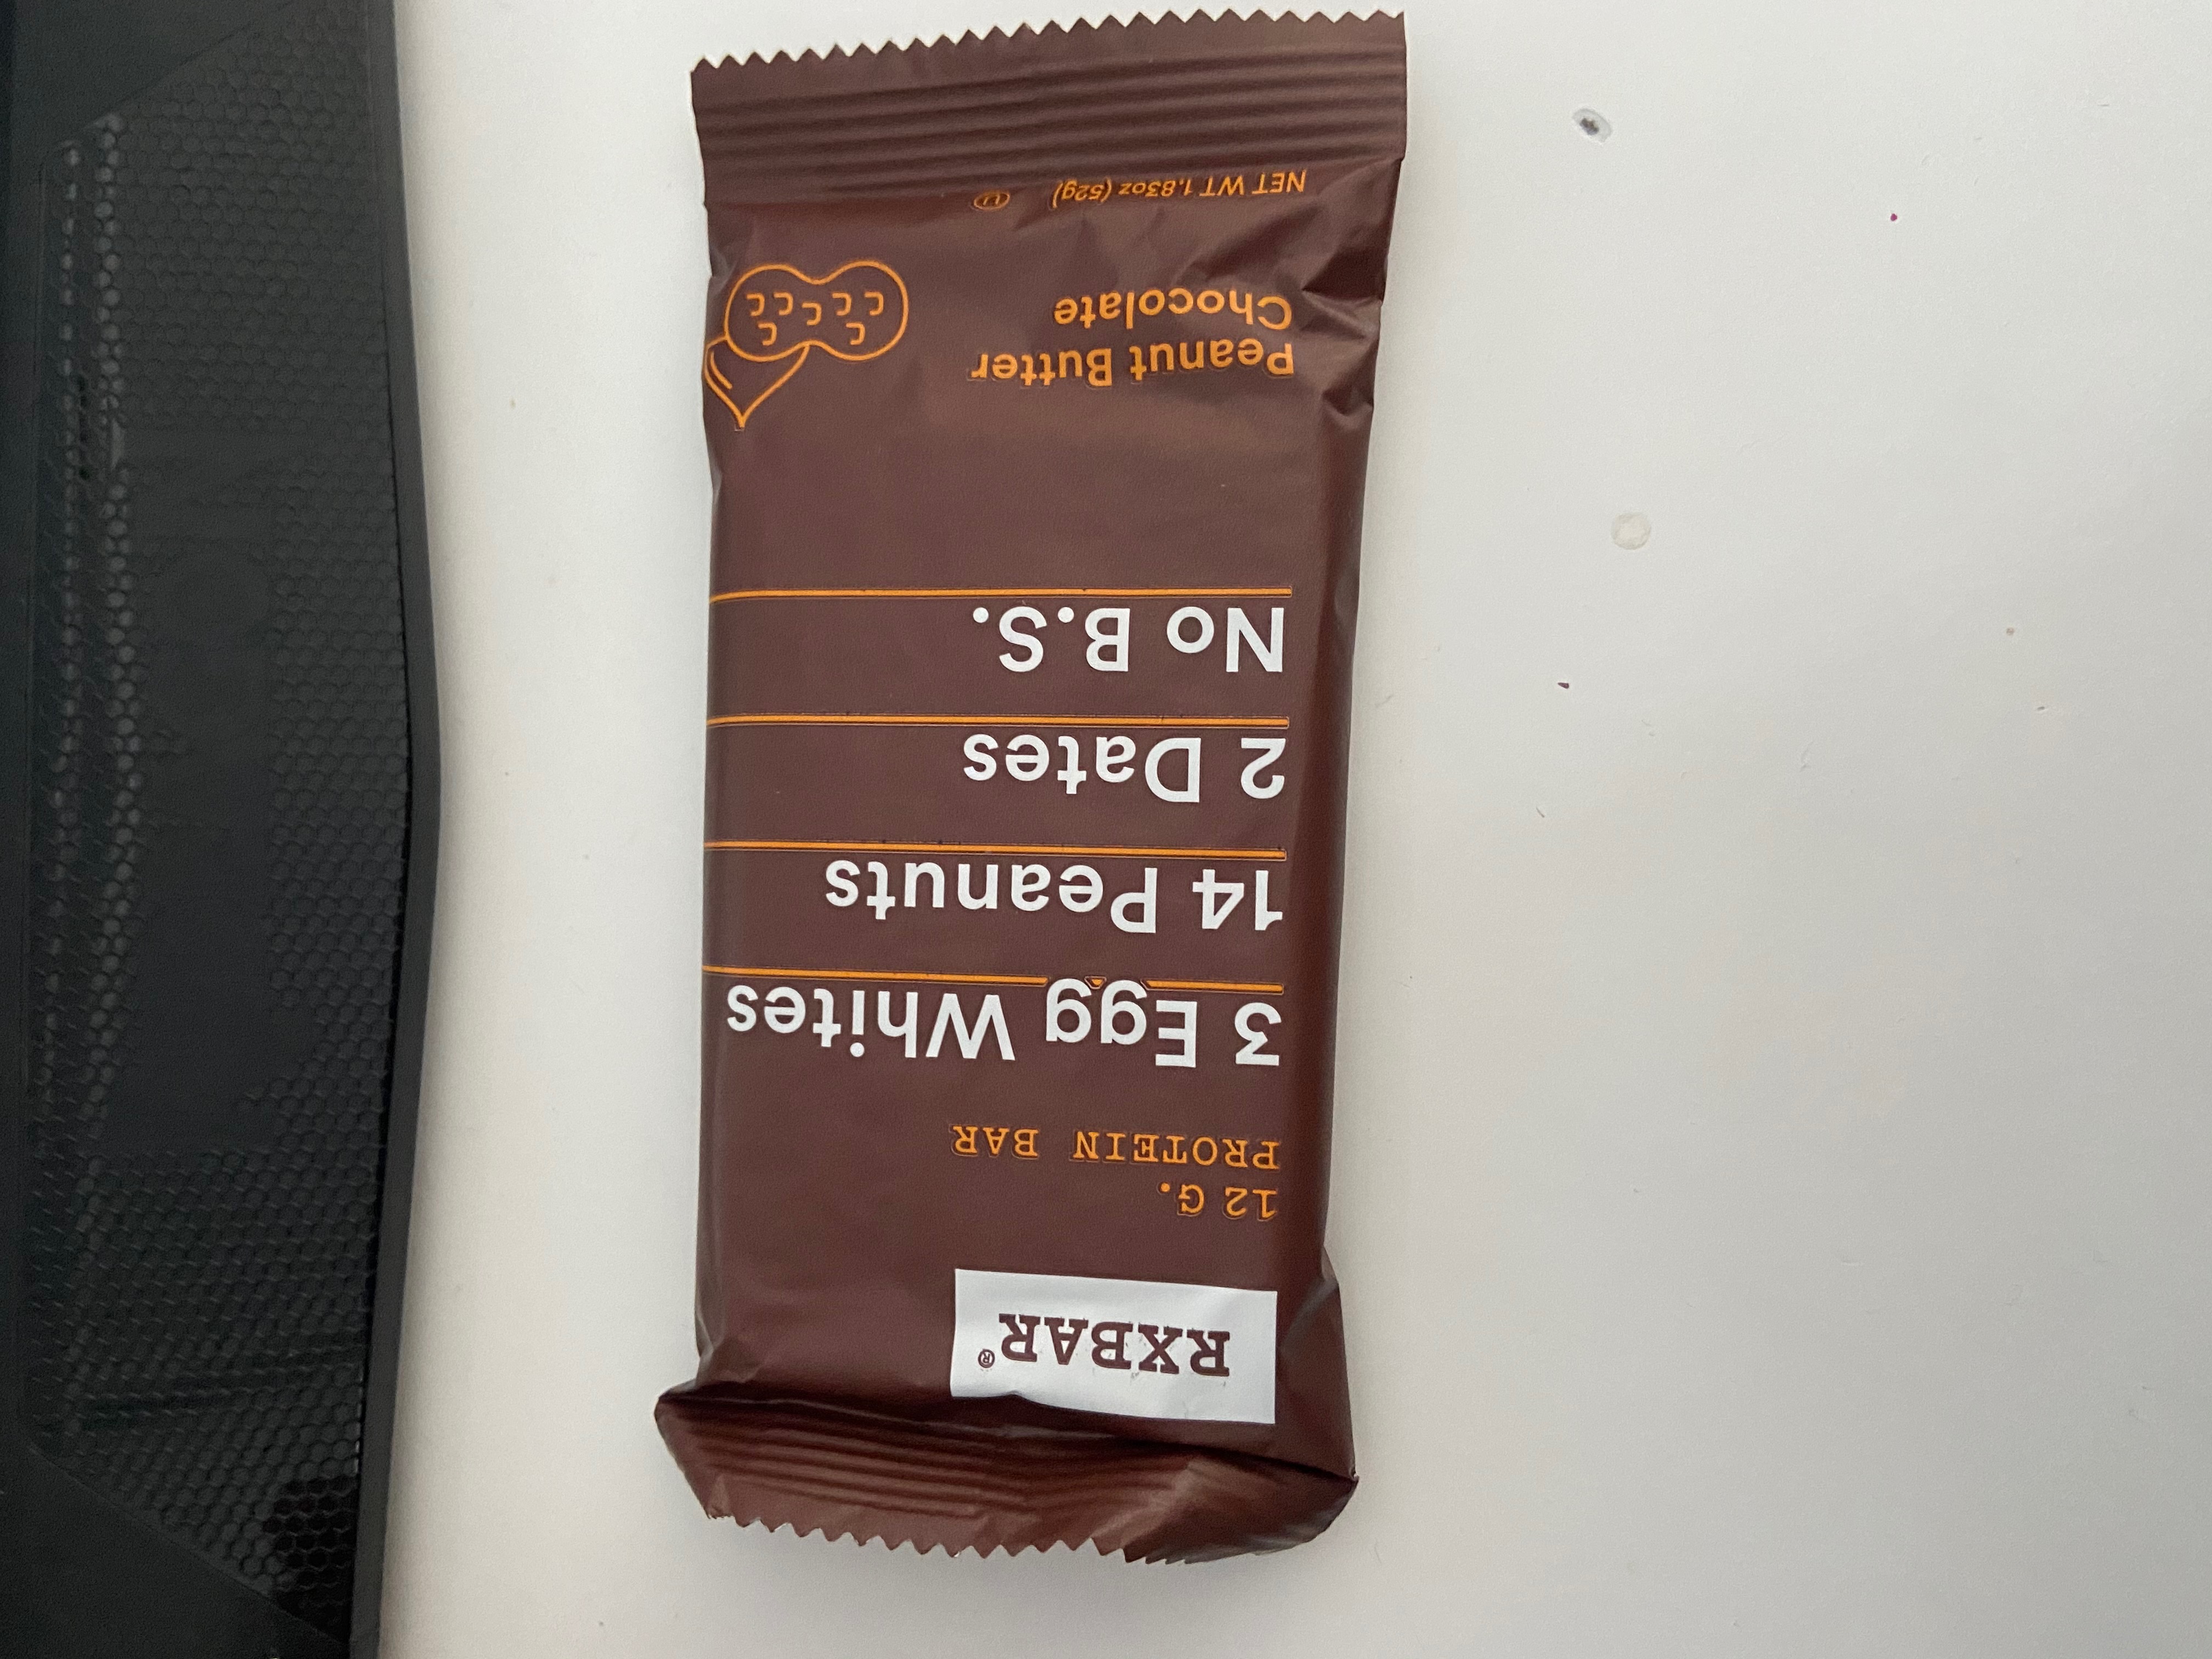 RXBAR®
12 G.
PROTEIN BAR
3 Egg Whites
14 Peanuts
2 Dates
No B.S.
Peanut Butter
Chocolate
NET WT 1.83oz (52g) Ⓤ